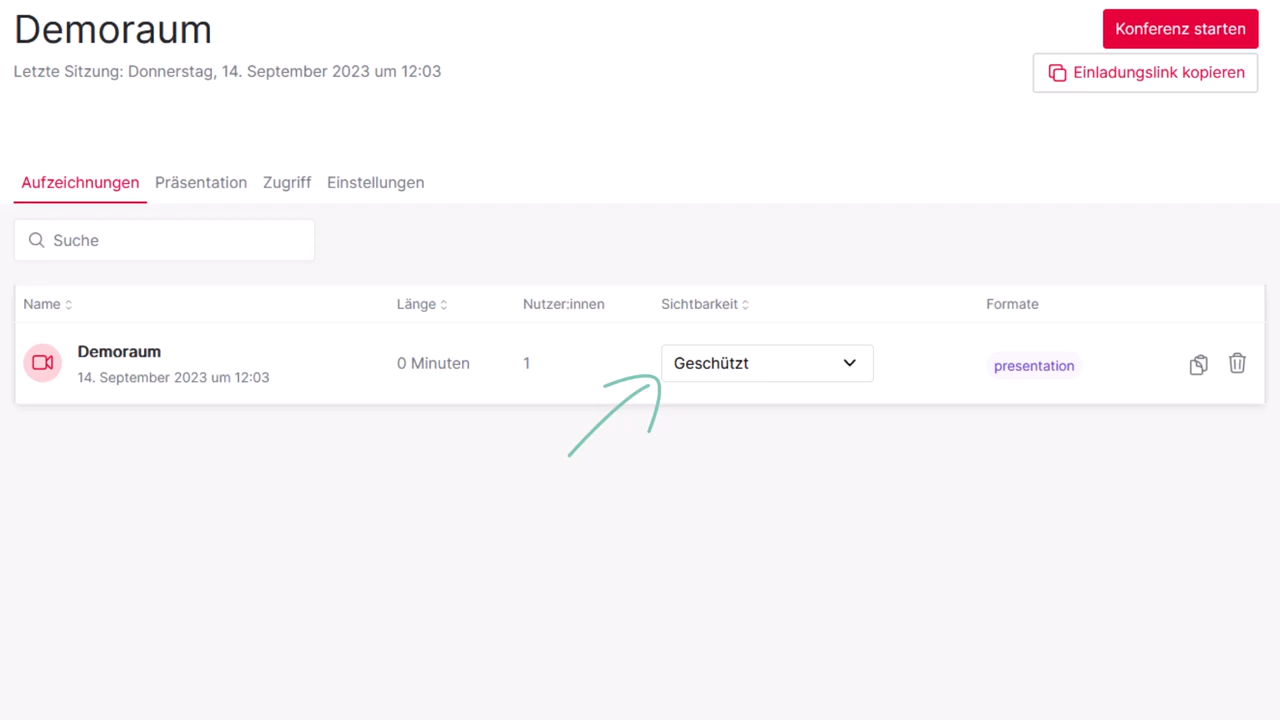 Demoraum
Konferenz starten
Letzte Sitzung: Donnerstag, 14. September 2023 um 12:03
Einladungslink kopieren
Aufzeichnungen Präsentation Zugriff Einstellungen
Suche
Name Länge Nutzer:innen Sichtbarkeit Formate
Demoraum
14. September 2023 um 12:03
0 Minuten 1 Geschützt presentation